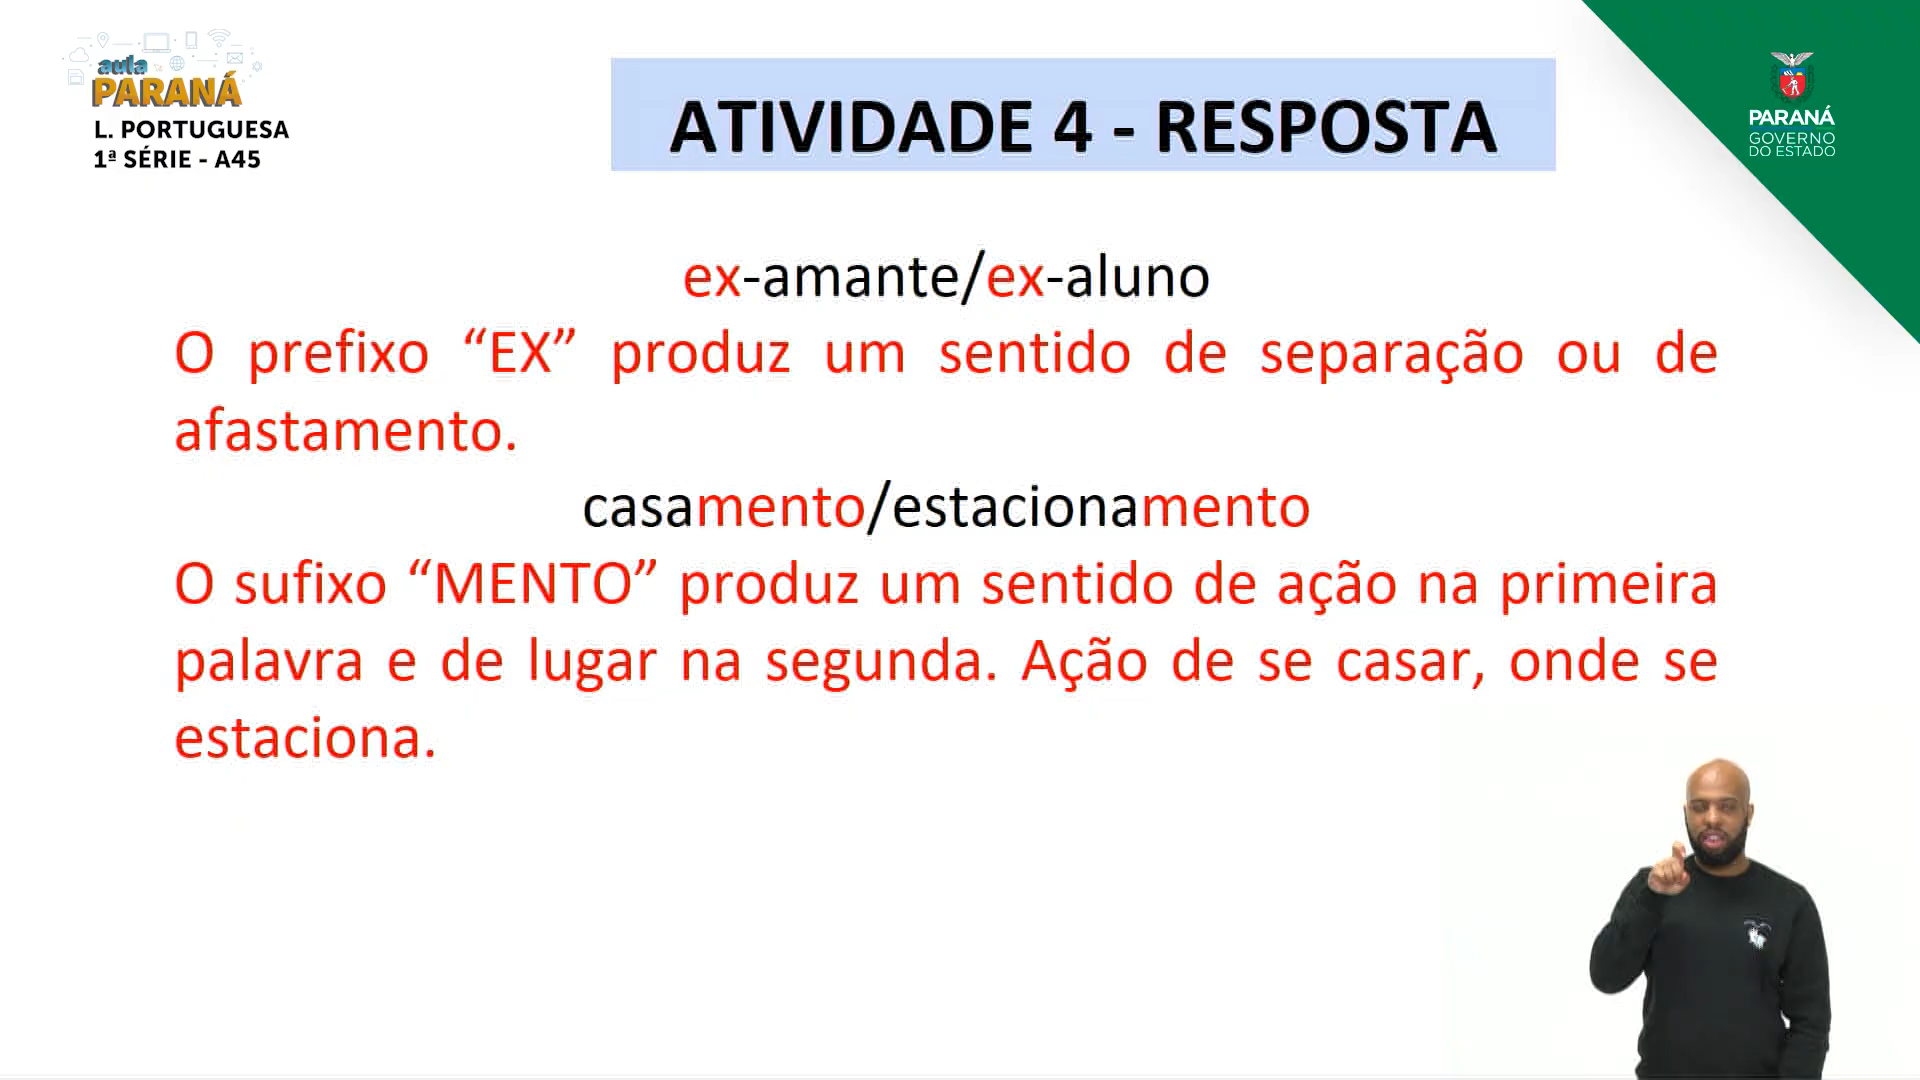 aula
PARANÁ
L. PORTUGUESA
1ª SÉRIE - A45
ATIVIDADE 4 - RESPOSTA
PARANÁ
GOVERNO
DO ESTADO
ex-amante/ex-aluno
O prefixo “EX” produz um sentido de separação ou de
afastamento.
casamento/estacionamento
O sufixo “MENTO” produz um sentido de ação na primeira
palavra e de lugar na segunda. Ação de se casar, onde se
estaciona.